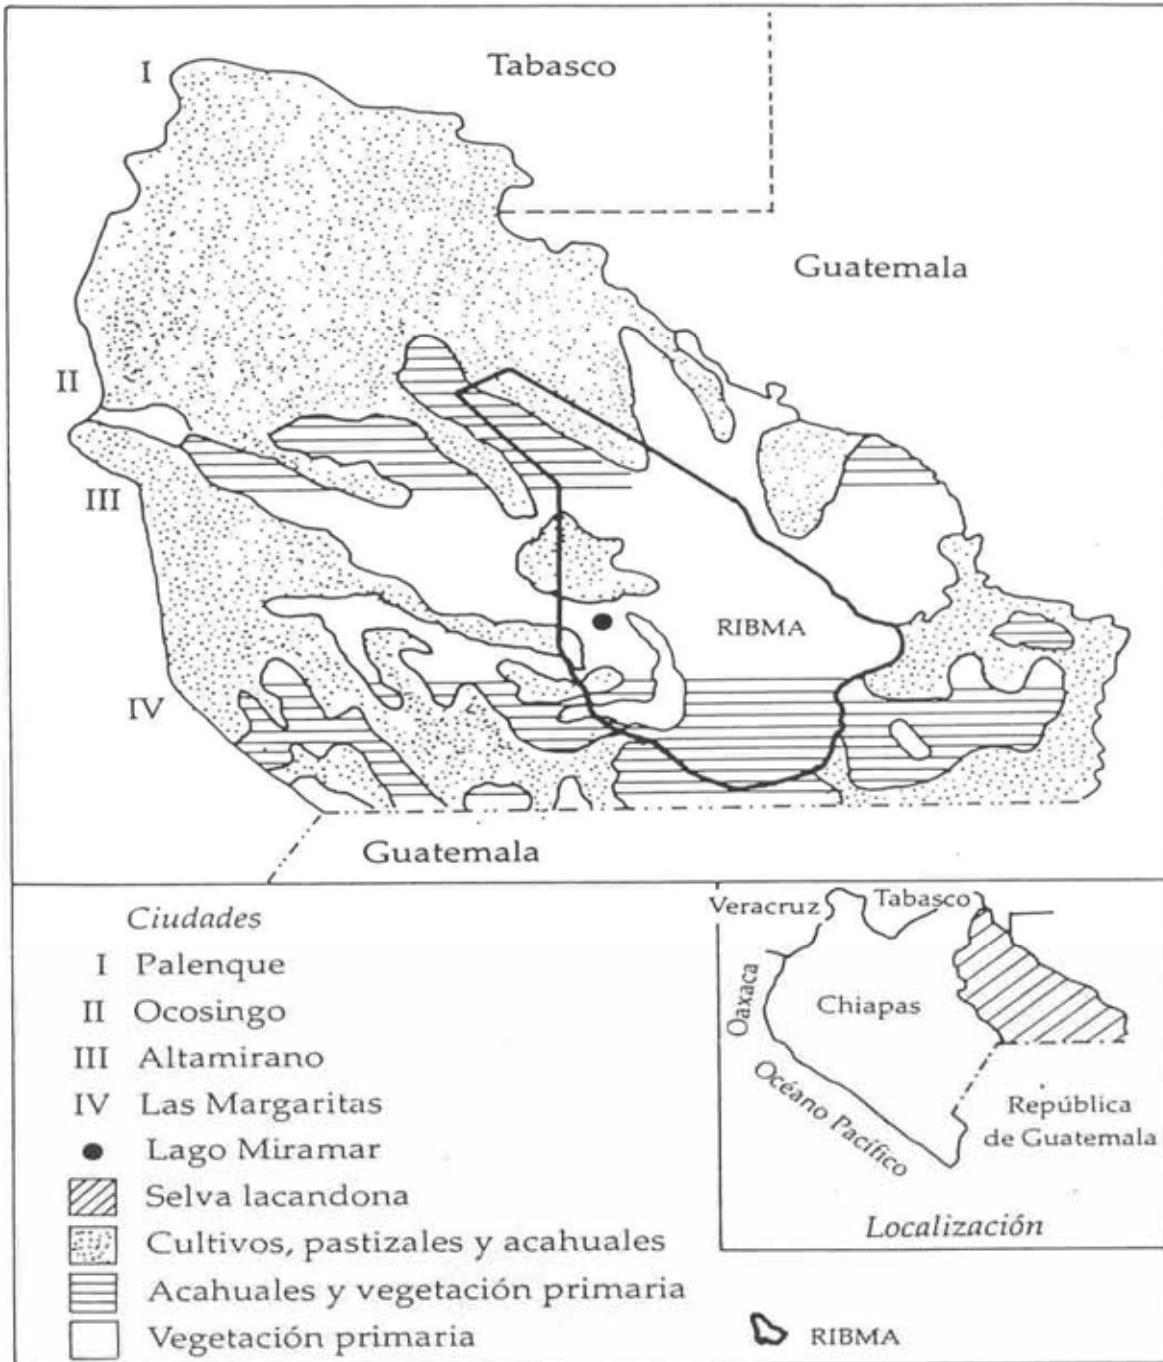 I
Tabasco
Guatemala
II
III
RIBMA
IV
Guatemala
Ciudades
I Palenque
II Ocosingo
III Altamirano
IV Las Margaritas
Lago Miramar
Selva lacandona
Cultivos, pastizales y acahuales
Acahuales y vegetación primaria
Vegetación primaria
Veracruz
Tabasco
Oaxaca
Chiapas
Océano Pacífico
República
de Guatemala
Localización
RIBMA